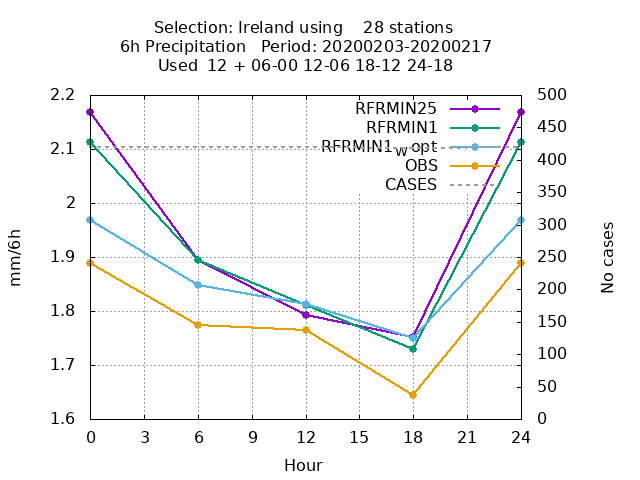 Selection: Ireland using    28 stations
6h Precipitation   Period: 20200203-20200217
Used  12 + 06-00 12-06 18-12 24-18
2.2
2.1
2
1.9
1.8
1.7
1.6
mm/6h
RFRMIN25
RFRMIN1
RFRMIN1_w opt
OBS
CASES
500
450
400
350
300
250
200
150
100
50
0
No cases
0 3 6 9 12 15 18 21 24
Hour